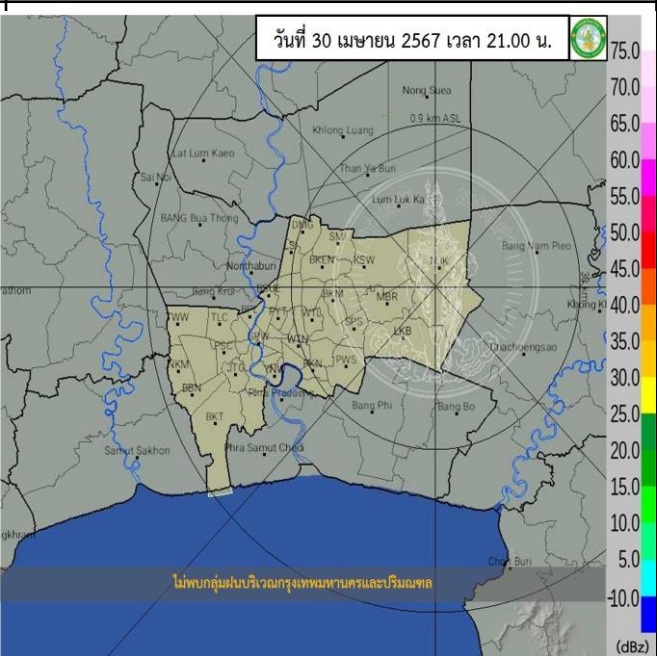 วันที่ 30 เมษายน 2567 เวลา 21.00 น.
75.0
70.0
65.0
60.0
55.0
50.0
45.0
40.0
35.0
30.0
25.0
20.0
15.0
10.0
5.0
-10.0
(dBz)
Nong Suea
0.9 km ASL
Khlong Luang
Lat Lum Kaeo
Than Ya Buri
Sai Noi
Lum Luk Ka
BANG Bua Thong
DMG
SMI
Bang Nam Pieo
Nonthaburi
BKEN
KSW
NJK
Bang Krui
BSUE
BKM
MBR
WW
TLC
PYT
WTL
SPS
LKB
PSC
WTN
Chachoengsao
NKM
JTG
YNW
PKN
PWS
BBN
Phra Pradaeng
BKT
Bang Phi
Bang Bo
Samut Sakhon
Phra Samut Chedi
Chon Buri
ไม่พบกลุ่มฝนบริเวณกรุงเทพมหานครและปริมณฑล